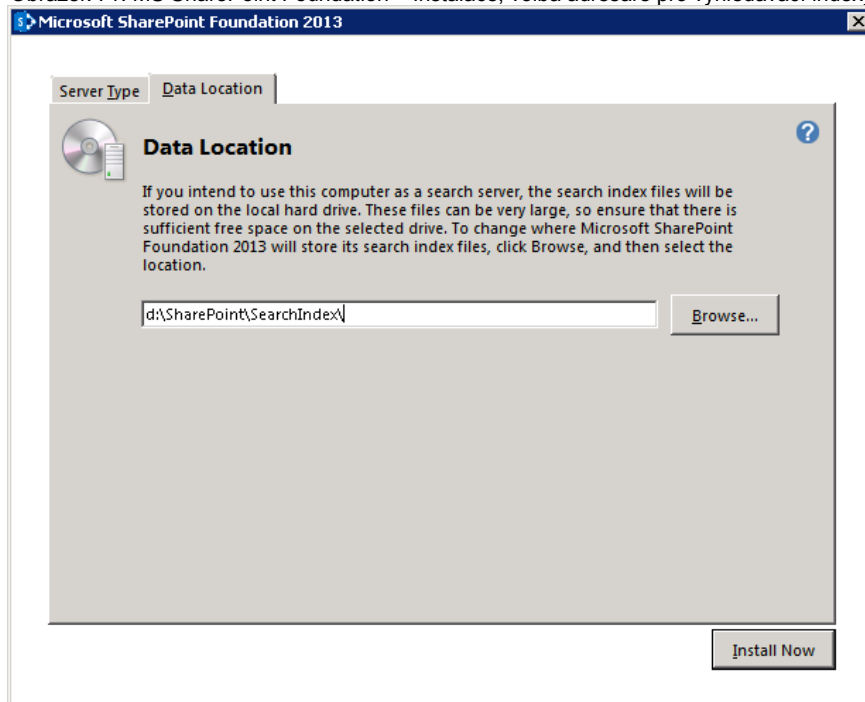 Microsoft SharePoint Foundation 2013
Server Type Data Location
Data Location
If you intend to use this computer as a search server, the search index files will be
stored on the local hard drive. These files can be very large, so ensure that there is
sufficient free space on the selected drive. To change where Microsoft SharePoint
Foundation 2013 will store its search index files, click Browse, and then select the
location.
d:\SharePoint\SearchIndex\
Browse...
Install Now